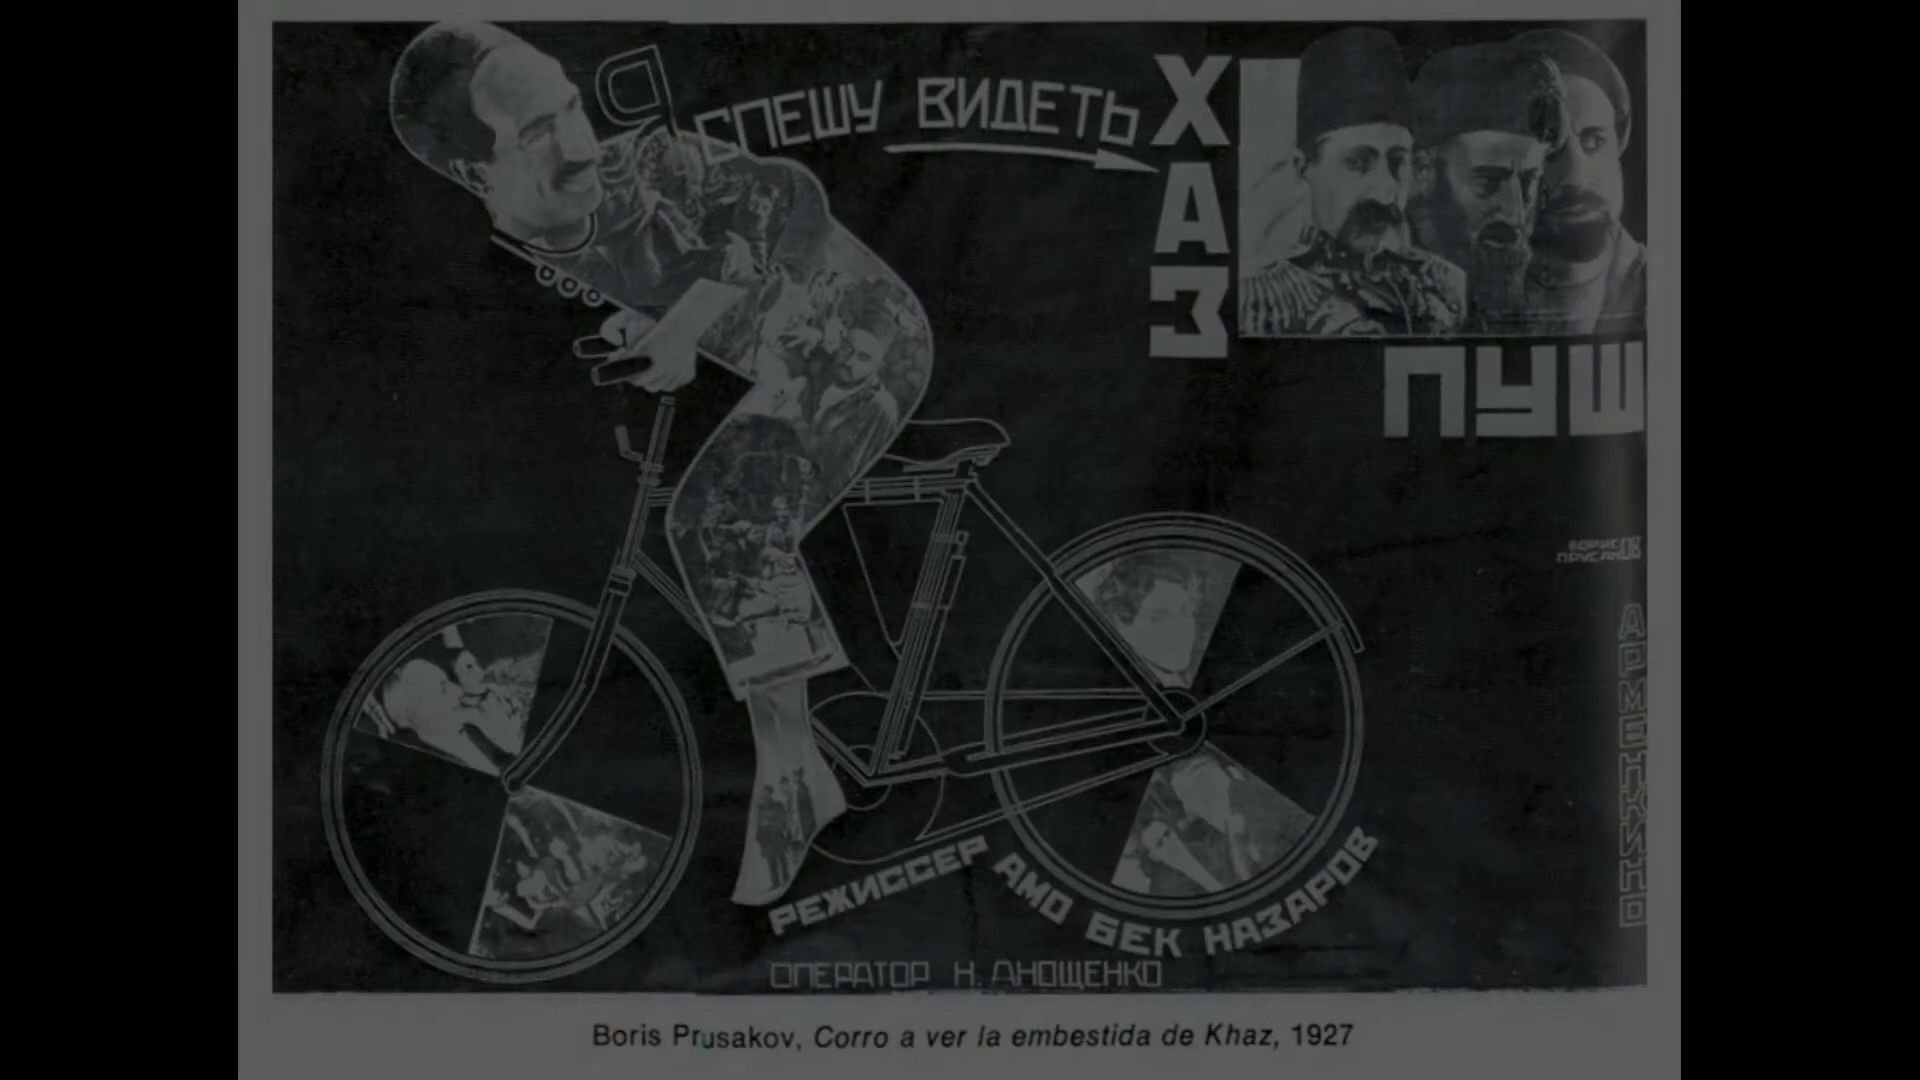 Я СПЕШУ ВИДЕТЬ
ХАЗ
ПУШ
БОРИС
ПРУСАКОВ
АРМЕНКИНО
РЕЖИССЕР АМО БЕК НАЗАРОВ
ОПЕРАТОР Н. АНОЩЕНКО
Boris Prusakov, Corro a ver la embestida de Khaz, 1927